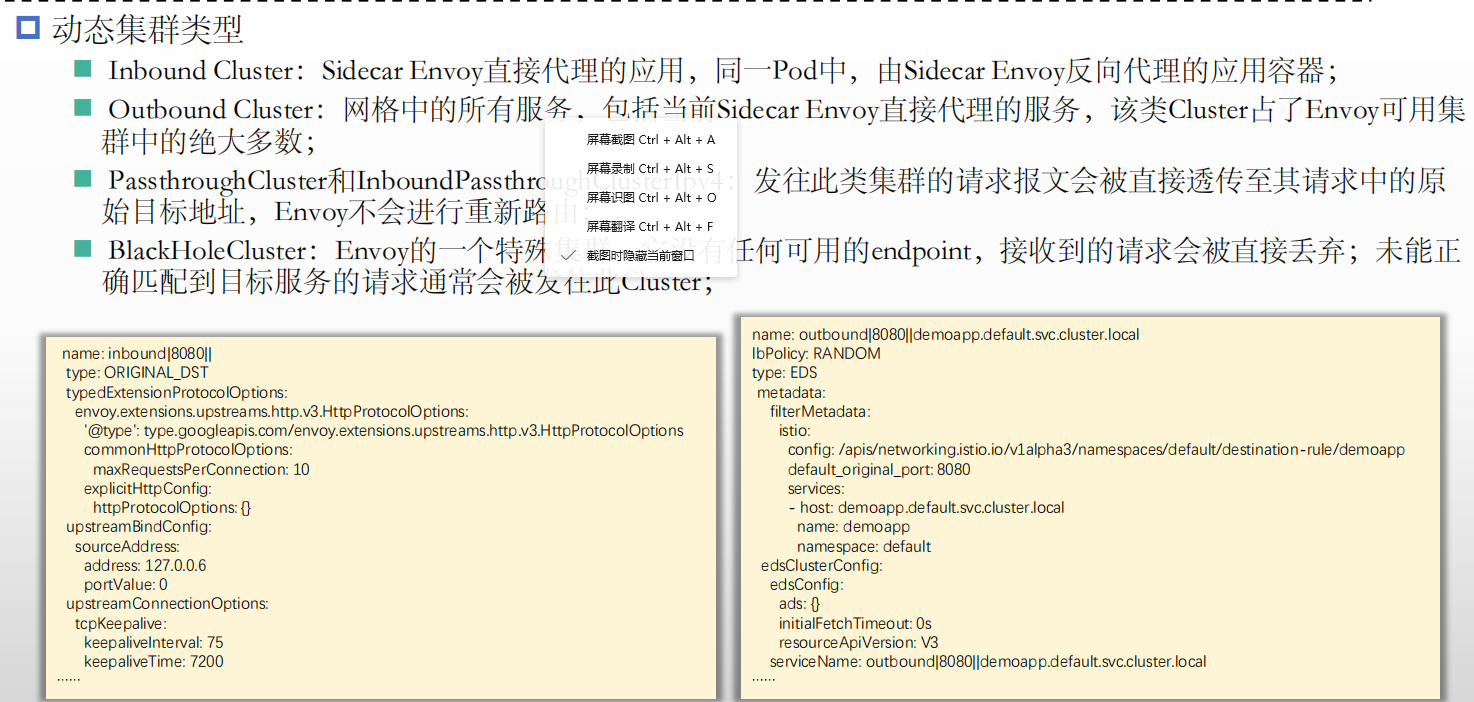 动态集群类型
Inbound Cluster：Sidecar Envoy直接代理的应用，同一Pod中，由Sidecar Envoy反向代理的应用容器；
Outbound Cluster：网格中的所有服务，包括当前Sidecar Envoy直接代理的服务，该类Cluster占了Envoy可用集
群中的绝大多数；
PassthroughCluster和InboundPassthroughClusterIpv4：发往此类集群的请求报文会被直接透传至其请求中的原
始目标地址，Envoy不会进行重新路由；
BlackHoleCluster：Envoy的一个特殊集群，它没有任何可用的endpoint，接收到的请求会被直接丢弃；未能正
确匹配到目标服务的请求通常会被发往此Cluster；
屏幕截图 Ctrl + Alt + A
屏幕录制 Ctrl + Alt + S
屏幕识图 Ctrl + Alt + O
屏幕翻译 Ctrl + Alt + F
截图时隐藏当前窗口
name: inbound|8080||
type: ORIGINAL_DST
typedExtensionProtocolOptions:
envoy.extensions.upstreams.http.v3.HttpProtocolOptions:
'@type': type.googleapis.com/envoy.extensions.upstreams.http.v3.HttpProtocolOptions
commonHttpProtocolOptions:
maxRequestsPerConnection: 10
explicitHttpConfig:
httpProtocolOptions: {}
upstreamBindConfig:
sourceAddress:
address: 127.0.0.6
portValue: 0
upstreamConnectionOptions:
tcpKeepalive:
keepaliveInterval: 75
keepaliveTime: 7200
......
name: outbound|8080||demoapp.default.svc.cluster.local
lbPolicy: RANDOM
type: EDS
metadata:
filterMetadata:
istio:
config: /apis/networking.istio.io/v1alpha3/namespaces/default/destination-rule/demoapp
default_original_port: 8080
services:
- host: demoapp.default.svc.cluster.local
name: demoapp
namespace: default
edsClusterConfig:
edsConfig:
ads: {}
initialFetchTimeout: 0s
resourceApiVersion: V3
serviceName: outbound|8080||demoapp.default.svc.cluster.local
......